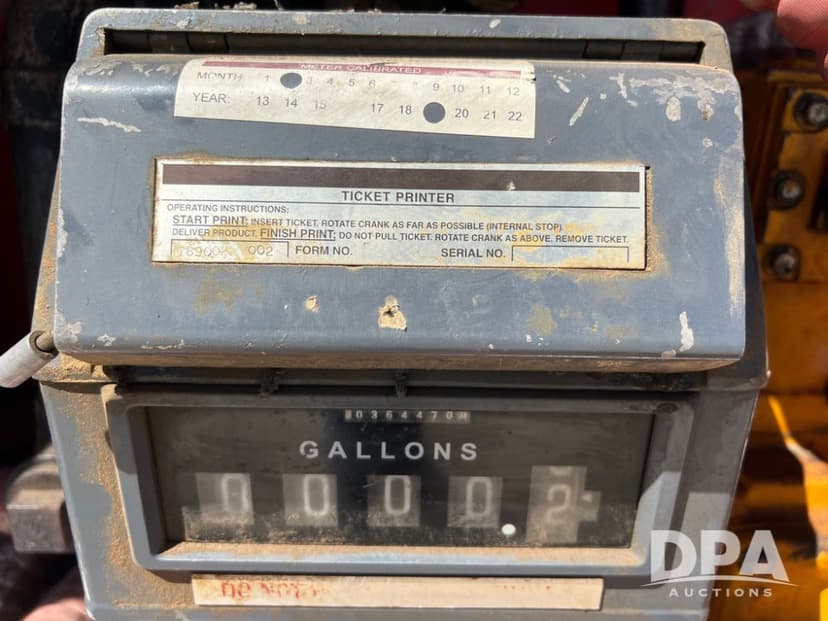 METER CALIBRATED
MONTH: 1 3 4 5 6 9 10 11 12
YEAR: 13 14 15 17 18 20 21 22
TICKET PRINTER
OPERATING INSTRUCTIONS:
START PRINT: INSERT TICKET. ROTATE CRANK AS FAR AS POSSIBLE (INTERNAL STOP).
DELIVER PRODUCT. FINISH PRINT; DO NOT PULL TICKET. ROTATE CRANK AS ABOVE. REMOVE TICKET.
002 FORM NO. SERIAL NO.
0364470
GALLONS
0 0 0 0 2
DO NOT
DPA
AUCTIONS